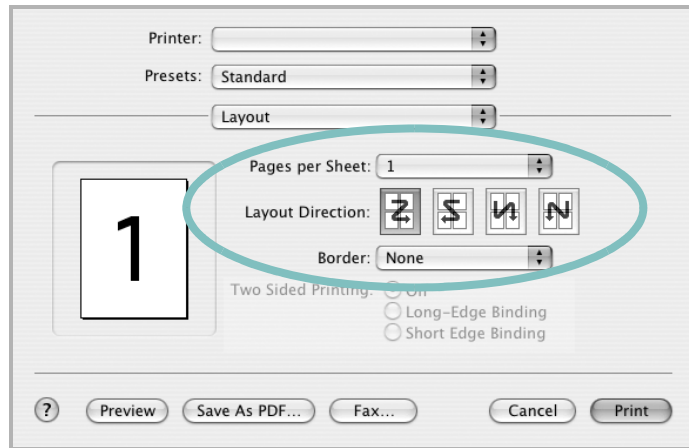 Printer:
Presets: Standard
Layout
Pages per Sheet: 1
1
Layout Direction:
Border: None
Two Sided Printing: Off
Long-Edge Binding
Short Edge Binding
? Preview Save As PDF... Fax... Cancel Print